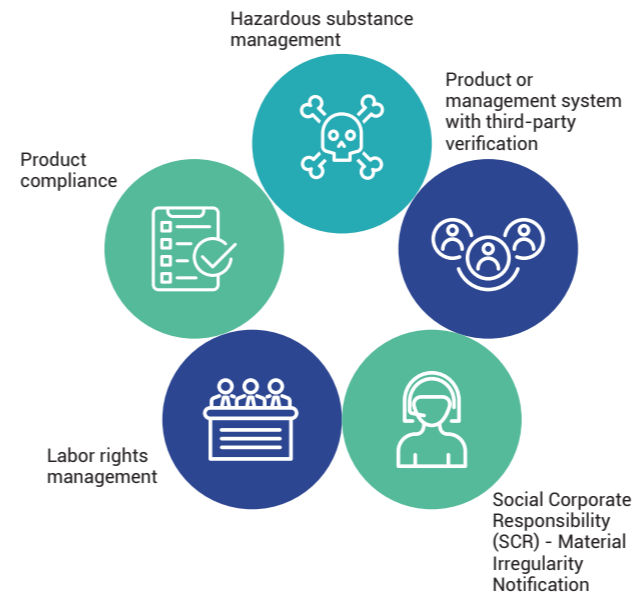 Hazardous substance
management
Product or
management system
with third-party
verification
Product
compliance
Labor rights
management
Social Corporate
Responsibility
(SCR) - Material
Irregularity
Notification